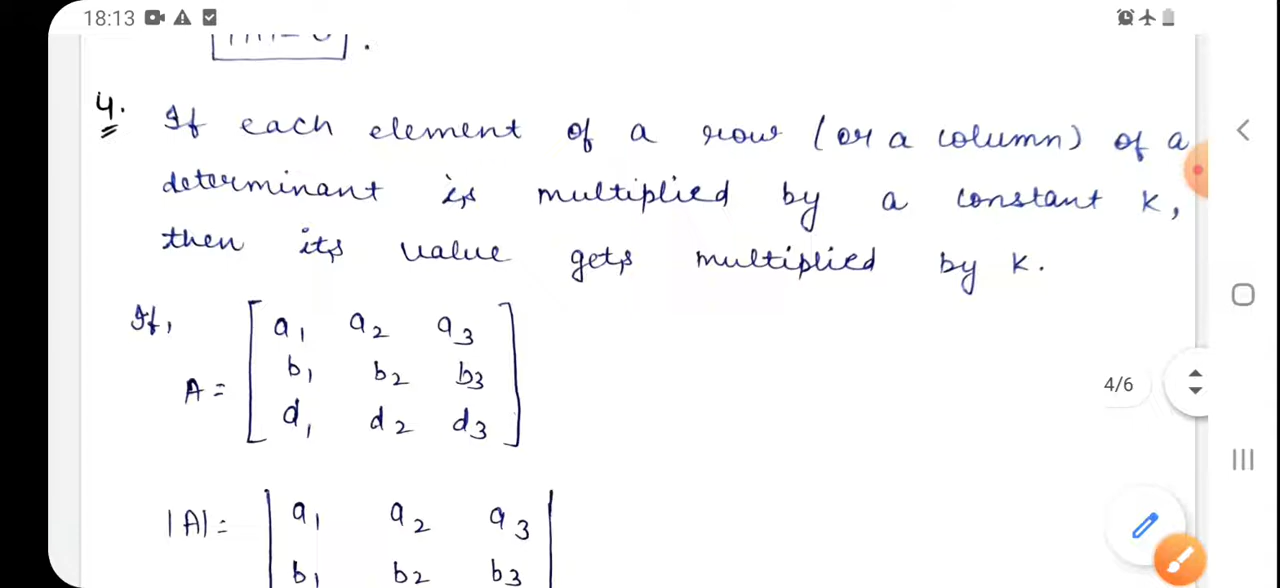 18:13
4.
If each element of a row (or a column) of a
determinant is multiplied by a constant K,
then its value gets multiplied by K.
If,
A = [ a1 a2 a3
b1 b2 b3
d1 d2 d3 ]
4/6
|A| = | a1 a2 a3 |
b1 b2 b3